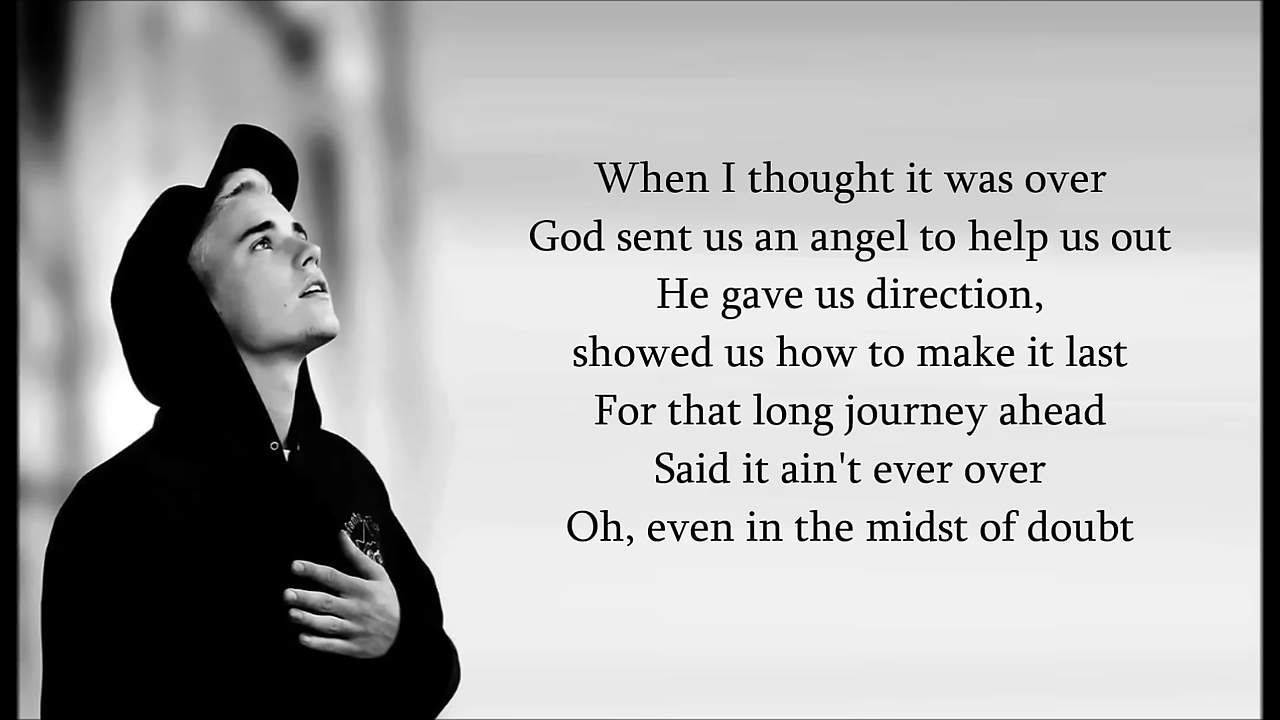 When I thought it was over
God sent us an angel to help us out
He gave us direction,
showed us how to make it last
For that long journey ahead
Said it ain't ever over
Oh, even in the midst of doubt